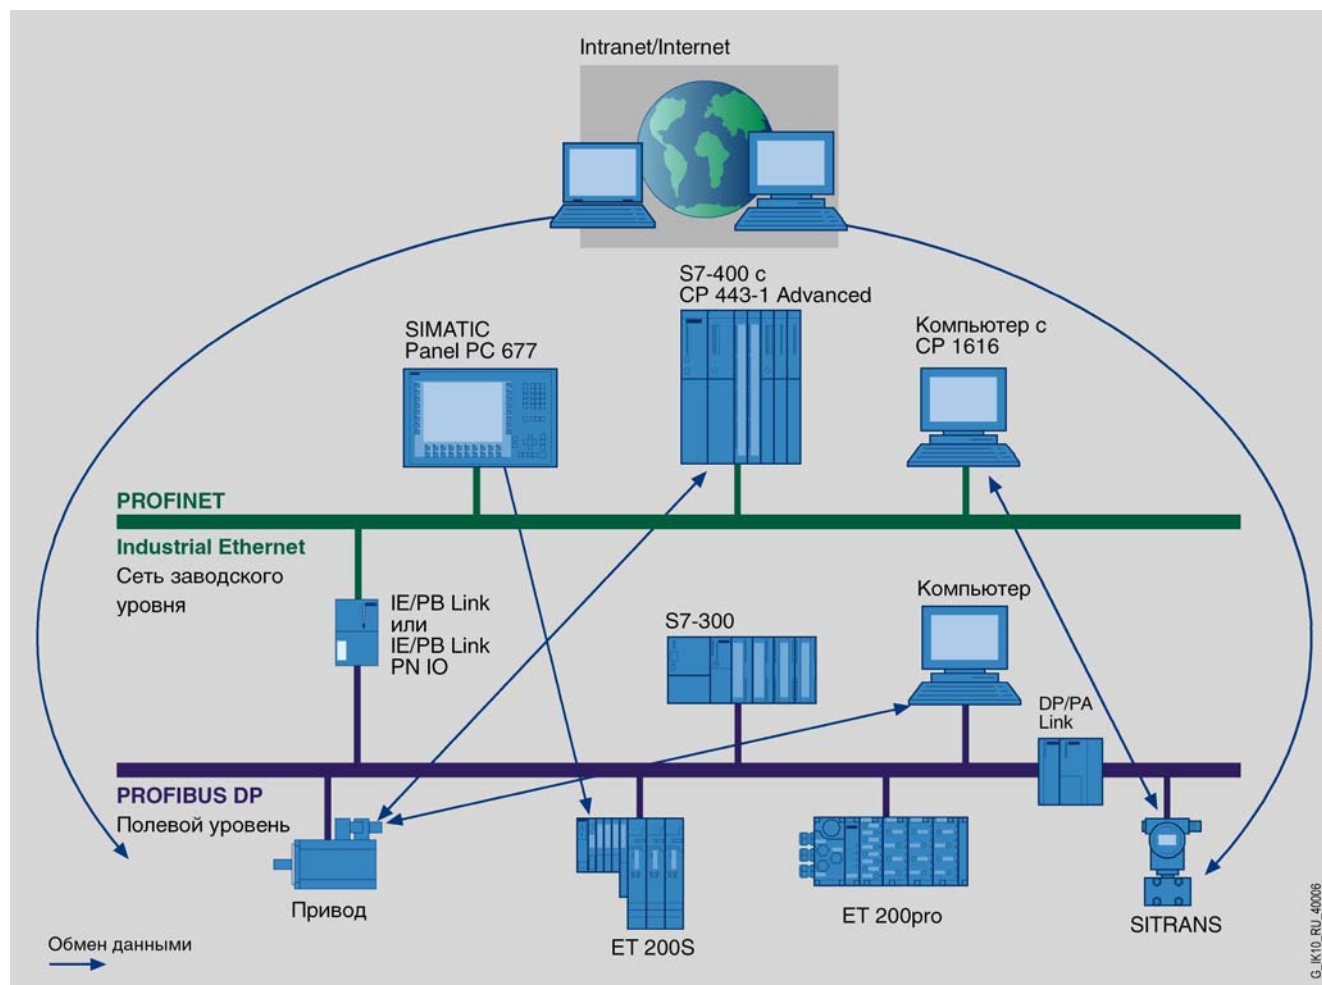 Intranet/Internet
S7-400 с
CP 443-1 Advanced
SIMATIC
Panel PC 677
Компьютер с
CP 1616
PROFINET
Industrial Ethernet
Сеть заводского
уровня
IE/PB Link
или
IE/PB Link
PN IO
S7-300
Компьютер
DP/PA
Link
PROFIBUS DP
Полевой уровень
Привод
ET 200S
ET 200pro
SITRANS
Обмен данными
G_IK10_RU_40006